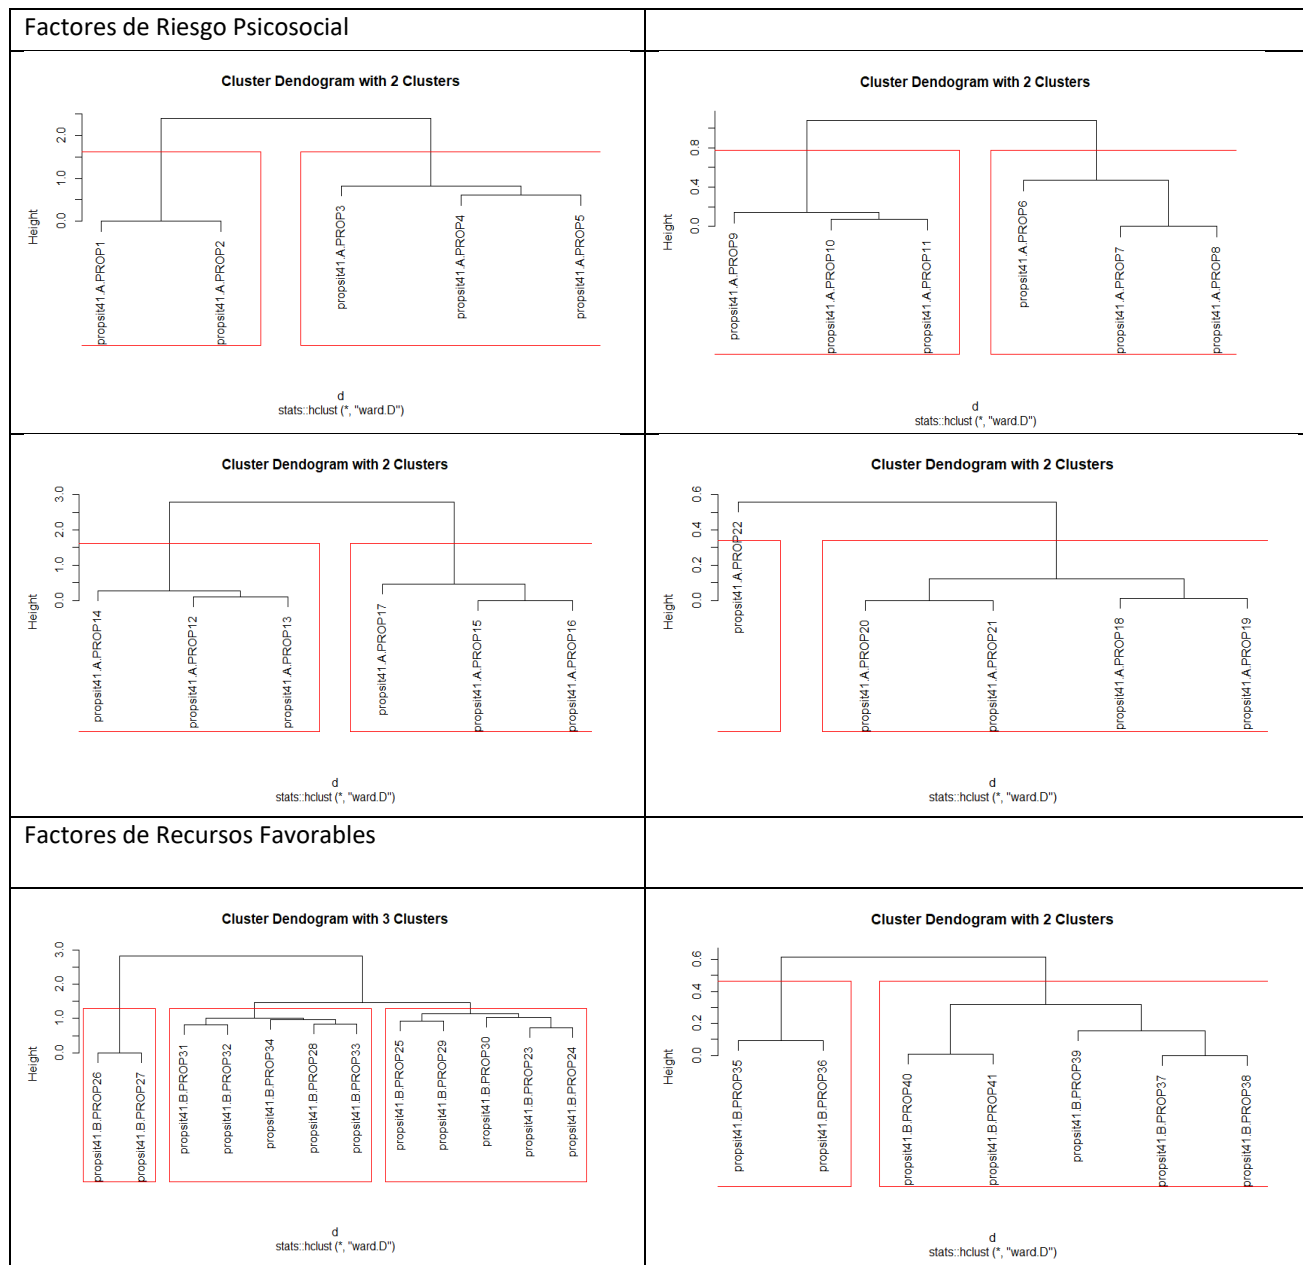 Factores de Riesgo Psicosocial
Cluster Dendogram with 2 Clusters
Height
0.0 1.0 2.0
propsit41.A.PROP1
propsit41.A.PROP2
propsit41.A.PROP3
propsit41.A.PROP4
propsit41.A.PROP5
d
stats::hclust (*, "ward.D")
Cluster Dendogram with 2 Clusters
Height
0.0 0.4 0.8
propsit41.A.PROP9
propsit41.A.PROP10
propsit41.A.PROP11
propsit41.A.PROP6
propsit41.A.PROP7
propsit41.A.PROP8
d
stats::hclust (*, "ward.D")
Cluster Dendogram with 2 Clusters
Height
0.0 1.0 2.0 3.0
propsit41.A.PROP14
propsit41.A.PROP12
propsit41.A.PROP13
propsit41.A.PROP17
propsit41.A.PROP15
propsit41.A.PROP16
d
stats::hclust (*, "ward.D")
Cluster Dendogram with 2 Clusters
Height
0.0 0.2 0.4 0.6
propsit41.A.PROP22
propsit41.A.PROP20
propsit41.A.PROP21
propsit41.A.PROP18
propsit41.A.PROP19
d
stats::hclust (*, "ward.D")
Factores de Recursos Favorables
Cluster Dendogram with 3 Clusters
Height
0.0 1.0 2.0 3.0
propsit41.B.PROP26
propsit41.B.PROP27
propsit41.B.PROP31
propsit41.B.PROP32
propsit41.B.PROP34
propsit41.B.PROP28
propsit41.B.PROP33
propsit41.B.PROP25
propsit41.B.PROP29
propsit41.B.PROP30
propsit41.B.PROP23
propsit41.B.PROP24
d
stats::hclust (*, "ward.D")
Cluster Dendogram with 2 Clusters
Height
0.0 0.2 0.4 0.6
propsit41.B.PROP35
propsit41.B.PROP36
propsit41.B.PROP40
propsit41.B.PROP41
propsit41.B.PROP39
propsit41.B.PROP37
propsit41.B.PROP38
d
stats::hclust (*, "ward.D")